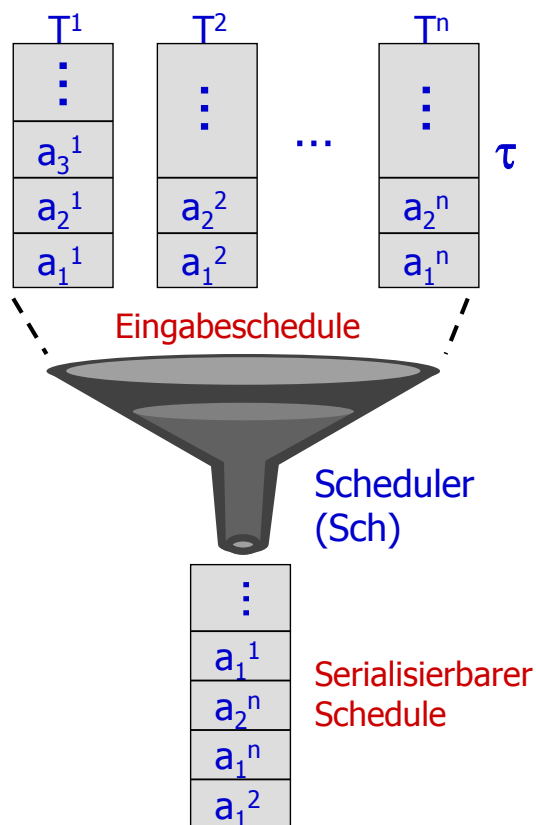 T¹ T² Tⁿ
⋮ ⋮ ... ⋮
a₃¹ τ
a₂¹ a₂² a₂ⁿ
a₁¹ a₁² a₁ⁿ
Eingabeschedule
Scheduler
(Sch)
⋮
a₁¹
a₂ⁿ
a₁ⁿ
a₁²
Serialisierbarer
Schedule